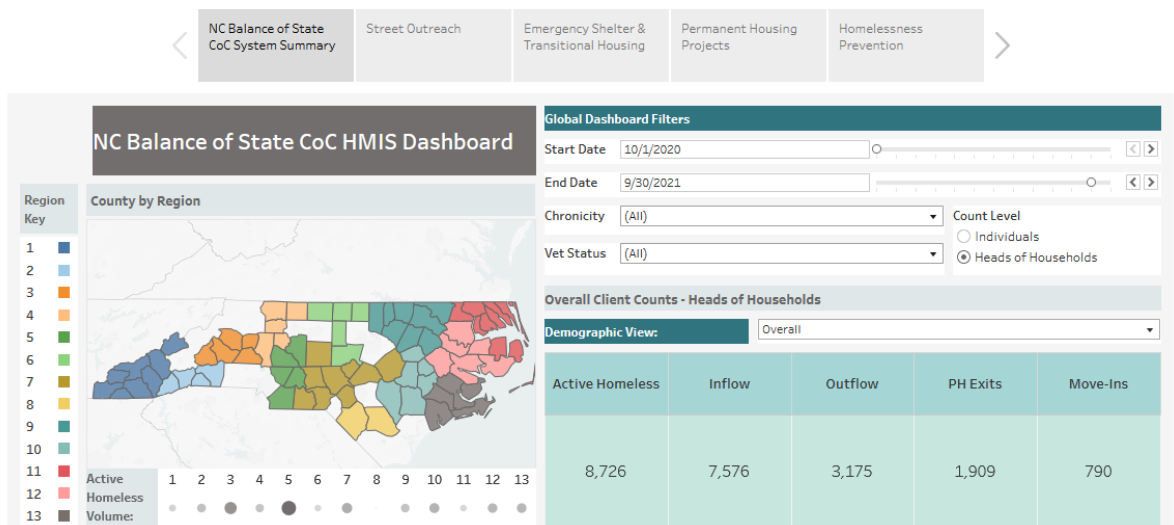 NC Balance of State
CoC System Summary
Street Outreach
Emergency Shelter &
Transitional Housing
Permanent Housing
Projects
Homelessness
Prevention
NC Balance of State CoC HMIS Dashboard
Region
Key
1
2
3
4
5
6
7
8
9
10
11
12
13
County by Region
Active
Homeless
Volume:
1 2 3 4 5 6 7 8 9 10 11 12 13
Global Dashboard Filters
Start Date 10/1/2020
End Date 9/30/2021
Chronicity (All)
Vet Status (All)
Count Level
Individuals
Heads of Households
Overall Client Counts - Heads of Households
Demographic View: Overall
Active Homeless Inflow Outflow PH Exits Move-Ins
8,726 7,576 3,175 1,909 790